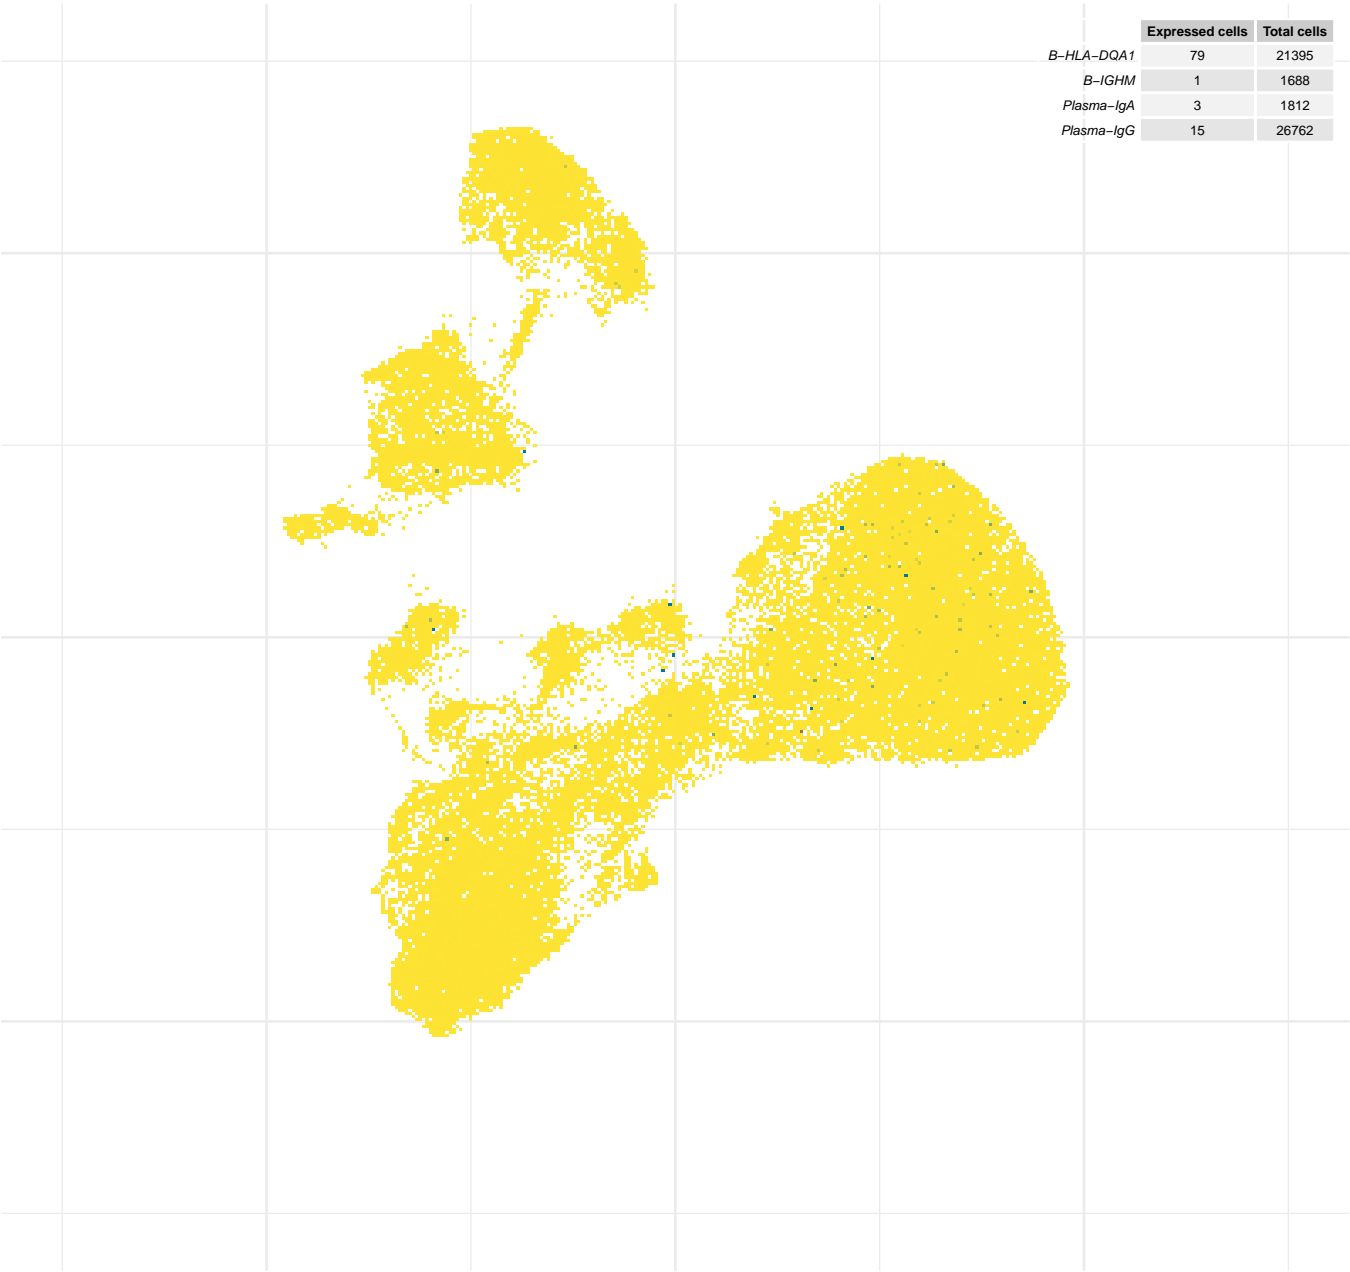 Expressed cells Total cells
B−HLA−DQA1 79 21395
B−IGHM 1 1688
Plasma−IgA 3 1812
Plasma−IgG 15 26762